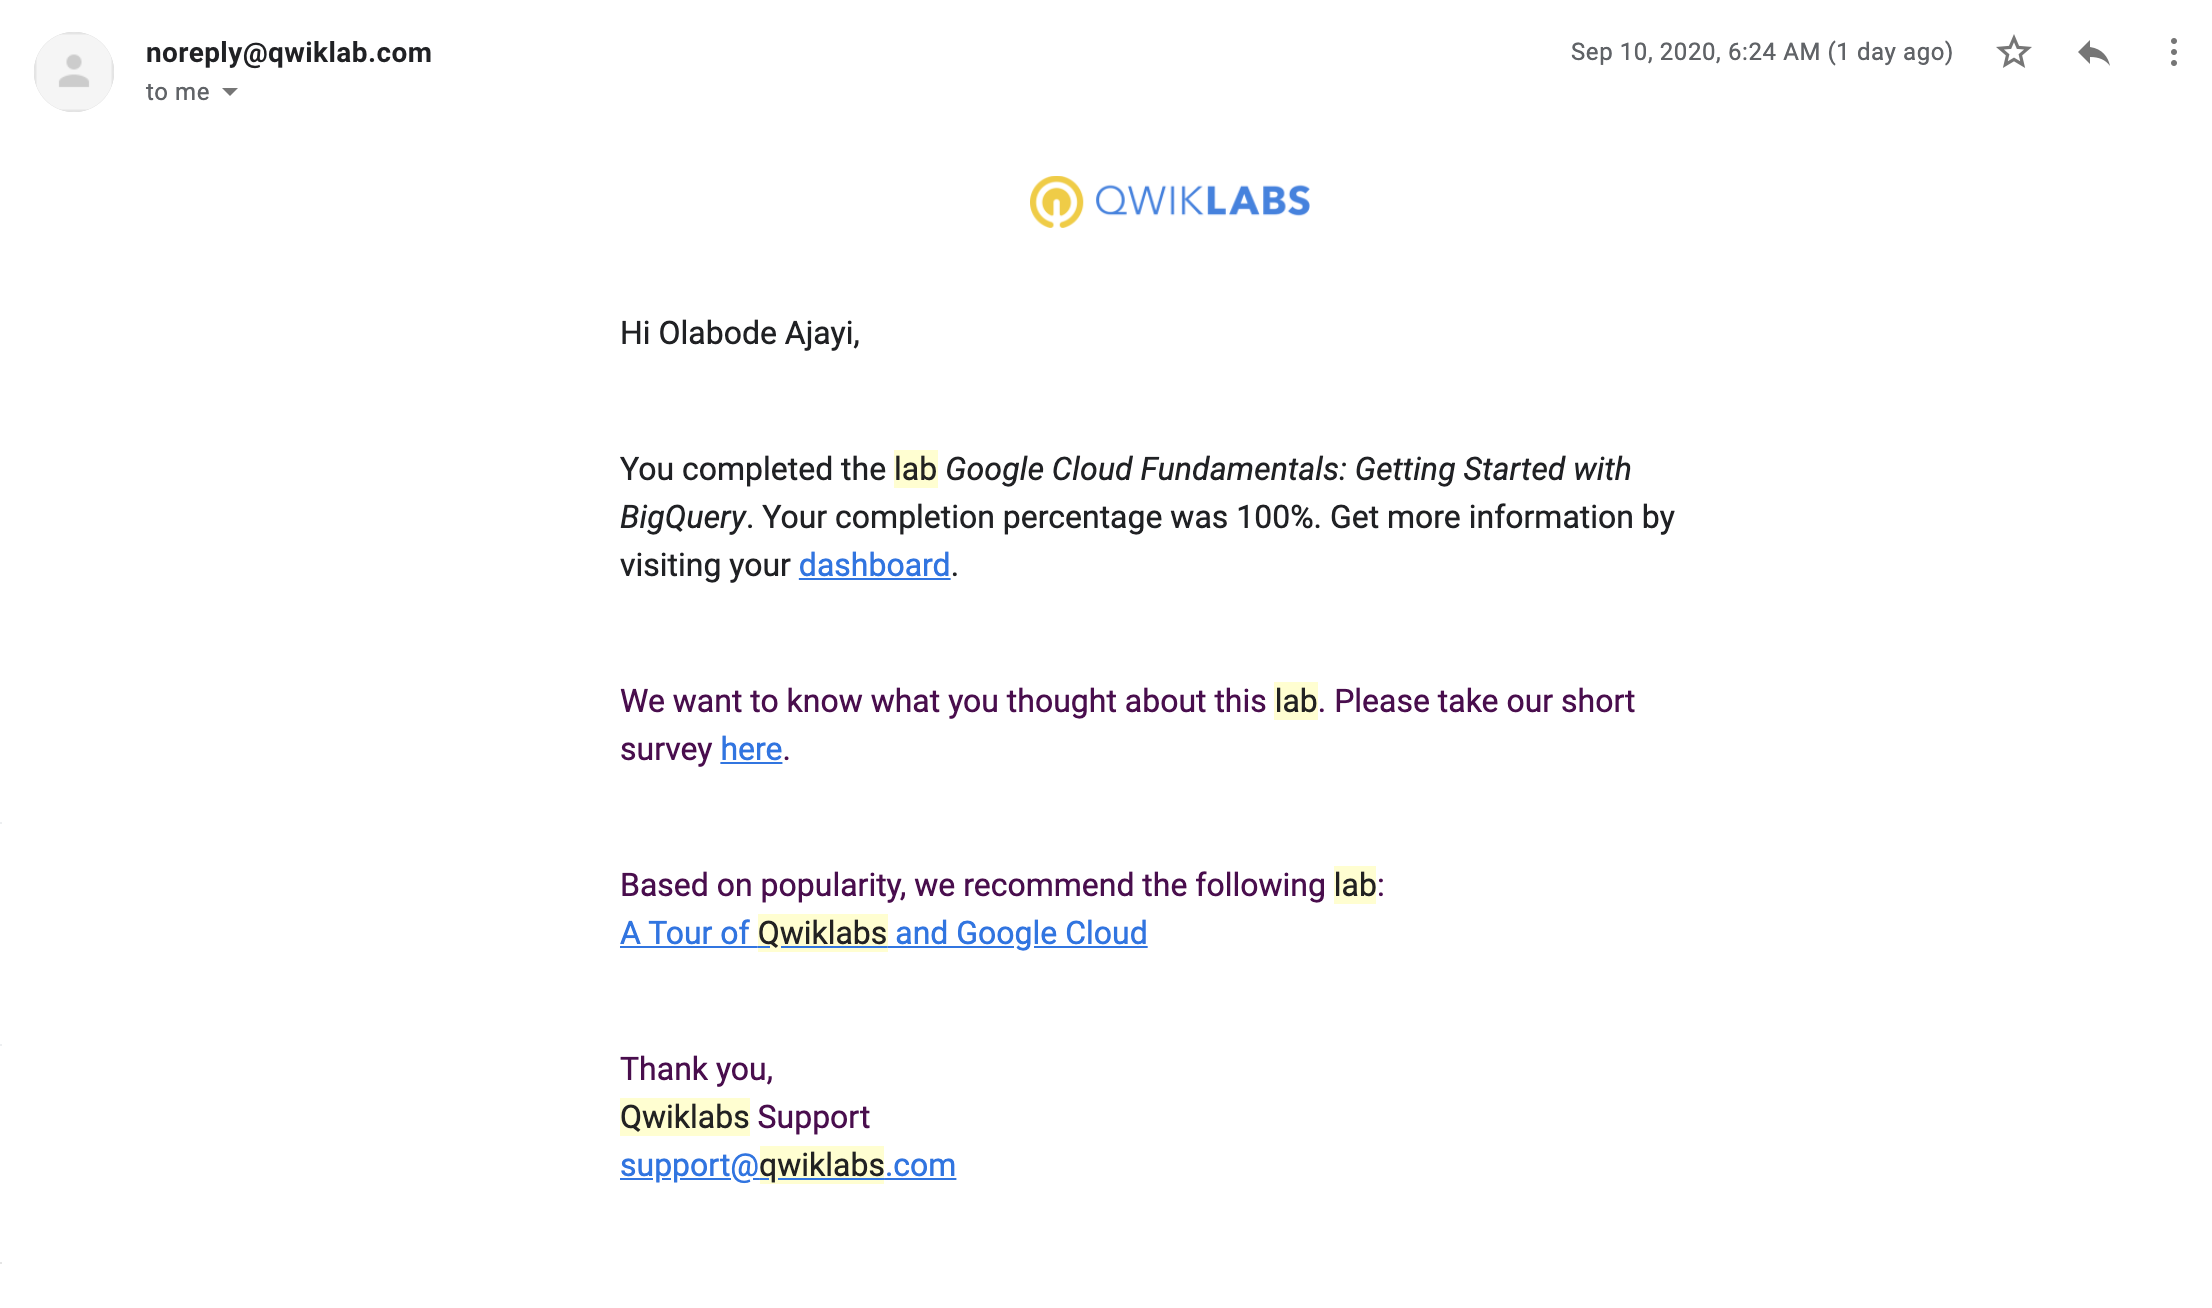 noreply@qwiklab.com
Sep 10, 2020, 6:24 AM (1 day ago)
to me
QWIKLABS
Hi Olabode Ajayi,
You completed the lab Google Cloud Fundamentals: Getting Started with
BigQuery. Your completion percentage was 100%. Get more information by
visiting your dashboard.
We want to know what you thought about this lab. Please take our short
survey here.
Based on popularity, we recommend the following lab:
A Tour of Qwiklabs and Google Cloud
Thank you,
Qwiklabs Support
support@qwiklabs.com